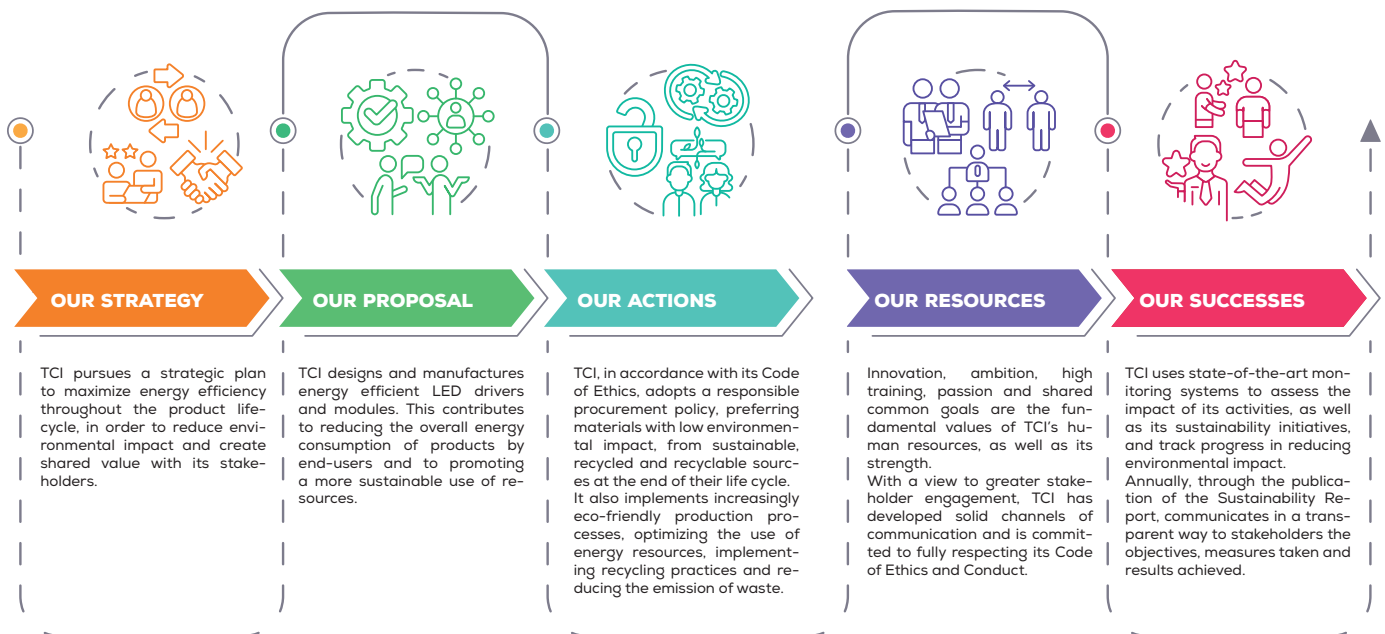 OUR STRATEGY
TCI pursues a strategic plan
to maximize energy efficiency
throughout the product life-
cycle, in order to reduce envi-
ronmental impact and create
shared value with its stake-
holders.
OUR PROPOSAL
TCI designs and manufactures
energy efficient LED drivers
and modules. This contributes
to reducing the overall energy
consumption of products by
end-users and to promoting
a more sustainable use of re-
sources.
OUR ACTIONS
TCI, in accordance with its Code
of Ethics, adopts a responsible
procurement policy, preferring
materials with low environmen-
tal impact, from sustainable,
recycled and recyclable sourc-
es at the end of their life cycle.
It also implements increasingly
eco-friendly production pro-
cesses, optimizing the use of
energy resources, implement-
ing recycling practices and re-
ducing the emission of waste.
OUR RESOURCES
Innovation, ambition, high
training, passion and shared
common goals are the fun-
damental values of TCI's hu-
man resources, as well as its
strength.
With a view to greater stake-
holder engagement, TCI has
developed solid channels of
communication and is commit-
ted to fully respecting its Code
of Ethics and Conduct.
OUR SUCCESSES
TCI uses state-of-the-art mon-
itoring systems to assess the
impact of its activities, as well
as its sustainability initiatives,
and track progress in reducing
environmental impact.
Annually, through the publica-
tion of the Sustainability Re-
port, communicates in a trans-
parent way to stakeholders the
objectives, measures taken and
results achieved.